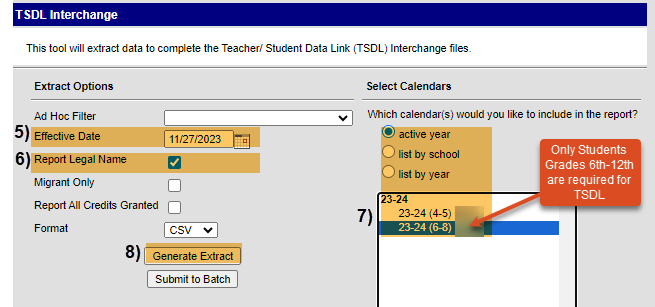 TSDL Interchange
This tool will extract data to complete the Teacher/ Student Data Link (TSDL) Interchange files.
Extract Options
Ad Hoc Filter
5) Effective Date 11/27/2023
6) Report Legal Name
Migrant Only
Report All Credits Granted
Format CSV
8) Generate Extract
Submit to Batch
Select Calendars
Which calendar(s) would you like to include in the report?
active year
list by school
list by year
Only Students
Grades 6th-12th
are required for
TSDL
7)
23-24
23-24 (4-5)
23-24 (6-8)